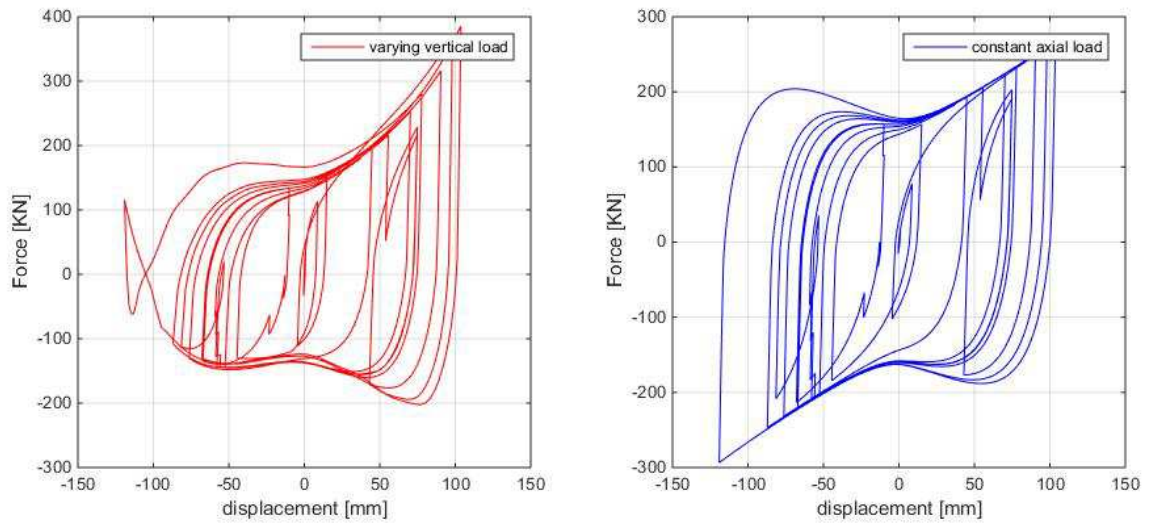 400
300
200
100
0
-100
-200
-300
Force [KN]
varying vertical load
-150 -100 -50 0 50 100 150
displacement [mm]
300
200
100
0
-100
-200
-300
Force [KN]
constant axial load
-150 -100 -50 0 50 100 150
displacement [mm]